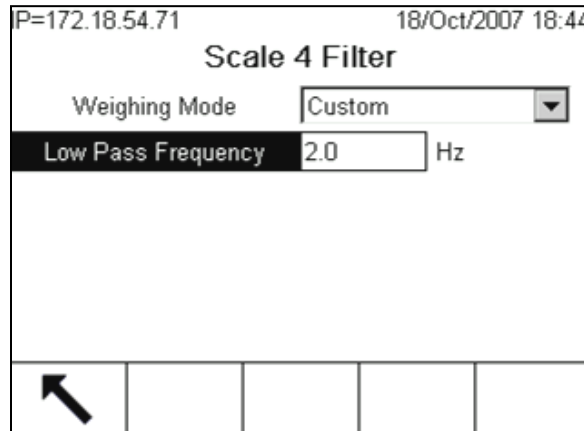 IP=172.18.54.71 18/Oct/2007 18:44
Scale 4 Filter
Weighing Mode Custom
Low Pass Frequency 2.0 Hz